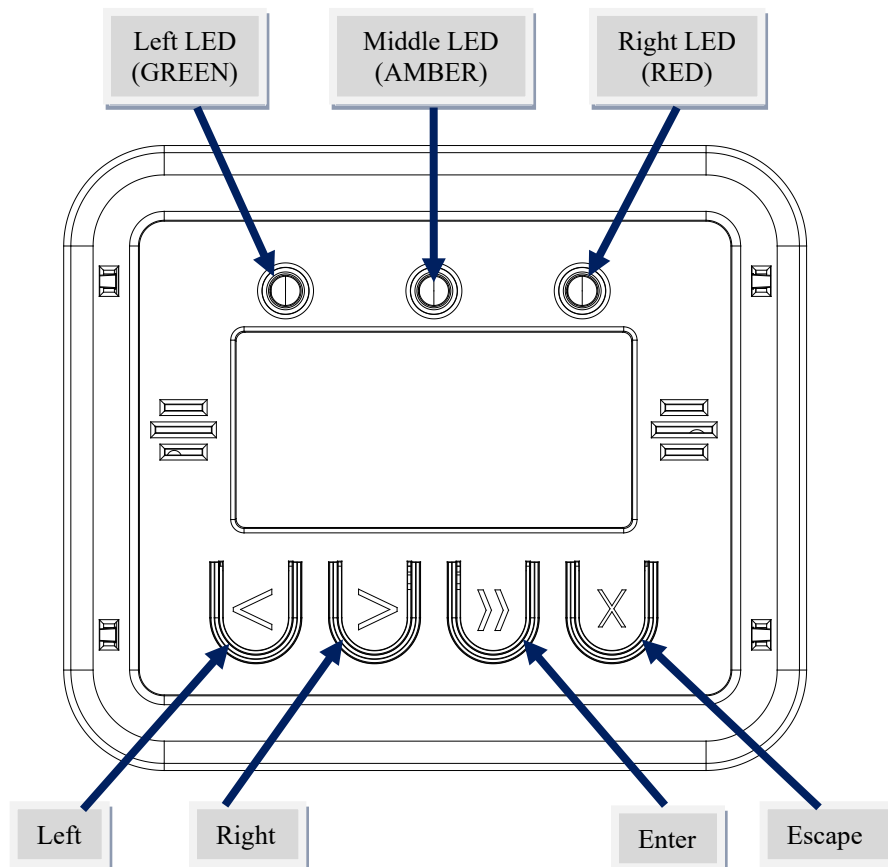 Left LED
(GREEN)
Middle LED
(AMBER)
Right LED
(RED)
< > » X
Left
Right
Enter
Escape